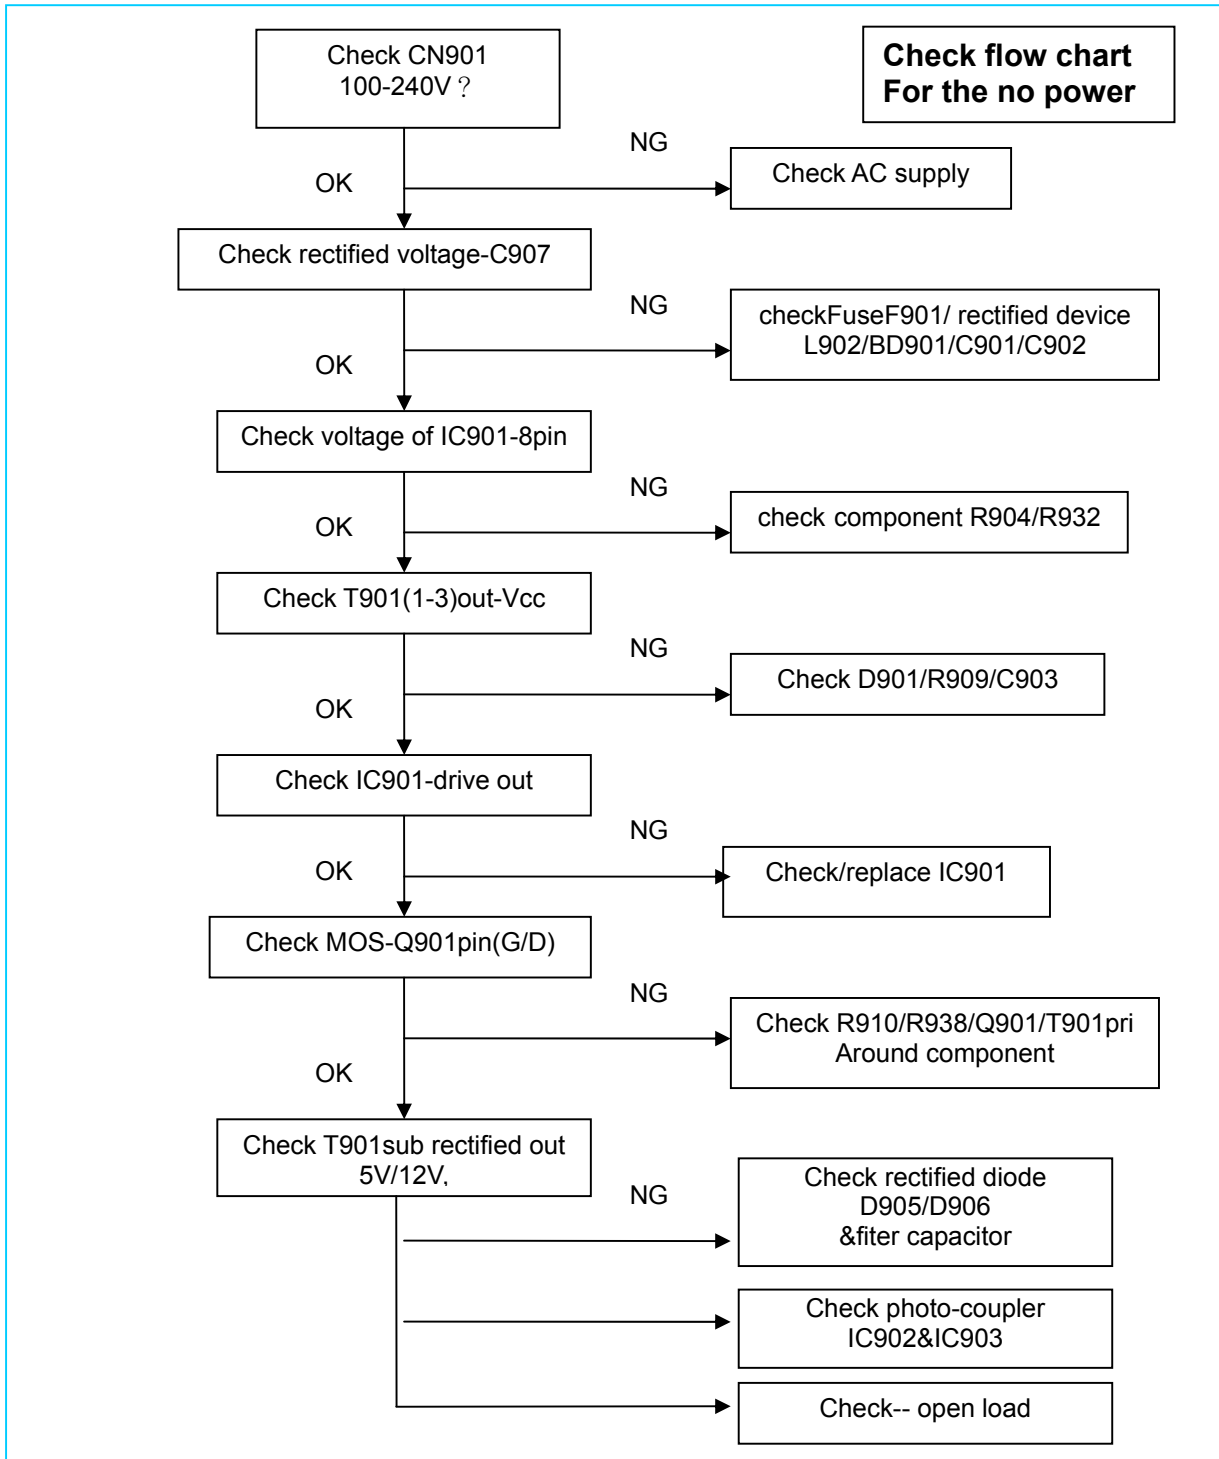 Check CN901
100-240V？
Check flow chart
For the no power
NG
OK
Check AC supply
Check rectified voltage-C907
NG
OK
checkFuseF901/ rectified device
L902/BD901/C901/C902
Check voltage of IC901-8pin
NG
OK
check component R904/R932
Check T901(1-3)out-Vcc
NG
OK
Check D901/R909/C903
Check IC901-drive out
NG
OK
Check/replace IC901
Check MOS-Q901pin(G/D)
NG
OK
Check R910/R938/Q901/T901pri
Around component
Check T901sub rectified out
5V/12V,
NG
Check rectified diode
D905/D906
&fiter capacitor
Check photo-coupler
IC902&IC903
Check-- open load